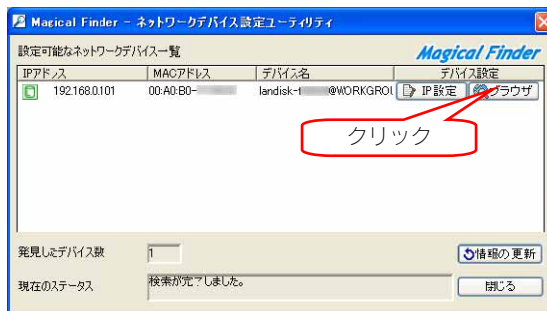 Magical Finder - ネットワークデバイス設定ユーティリティ
設定可能なネットワークデバイス一覧
Magical Finder
IPアドレス MACアドレス デバイス名 デバイス設定
192.168.0.101 00:A0:B0- landisk-f @WORKGROU IP設定 ブラウザ
クリック
発見したデバイス数 1 情報の更新
現在のステータス 検索が完了しました。 閉じる